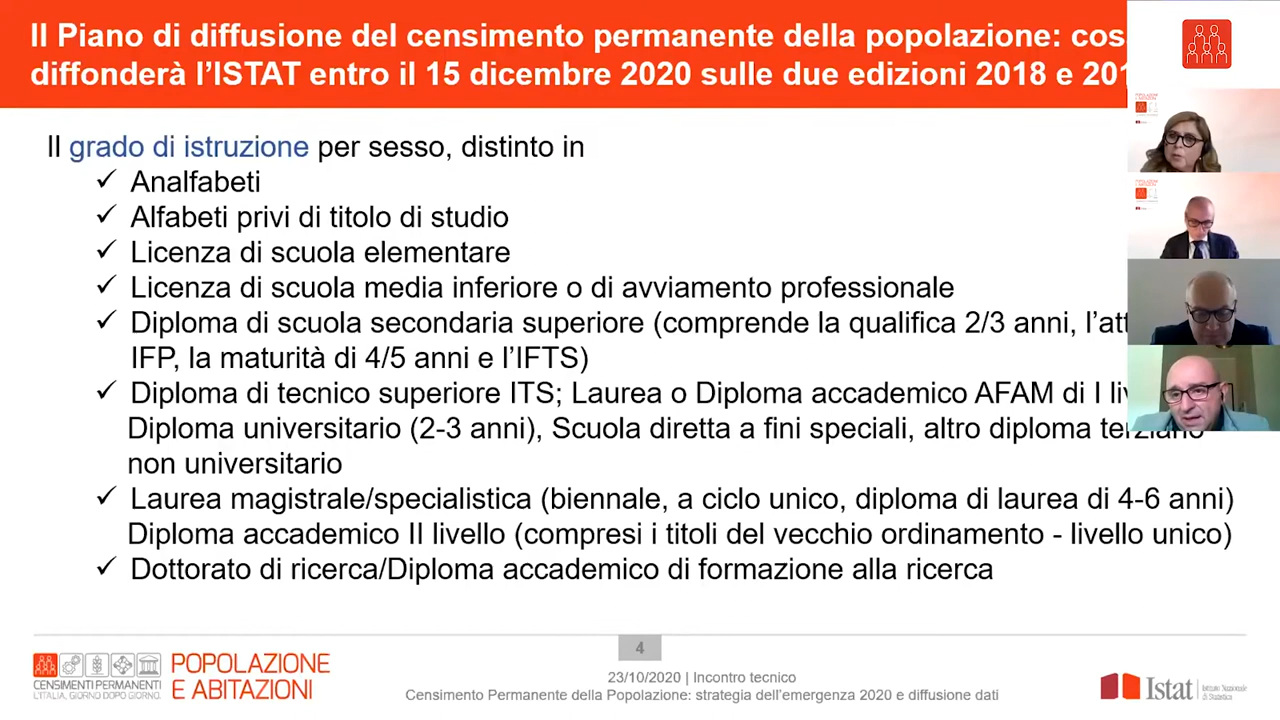 Il Piano di diffusione del censimento permanente della popolazione:
diffonderà l'ISTAT entro il 15 dicembre 2020 sulle due edizioni 2018 e
Il grado di istruzione per sesso, distinto in
✓ Analfabeti
✓ Alfabeti privi di titolo di studio
✓ Licenza di scuola elementare
✓ Licenza di scuola media inferiore o di avviamento professionale
✓ Diploma di scuola secondaria superiore (comprende la qualifica 2/3 anni,
IFP, la maturità di 4/5 anni e l'IFTS)
✓ Diploma di tecnico superiore ITS; Laurea o Diploma accademico AFAM di I
Diploma universitario (2-3 anni), Scuola diretta a fini speciali, altro diploma terziario
non universitario
✓ Laurea magistrale/specialistica (biennale, a ciclo unico, diploma di laurea di 4-6 anni)
Diploma accademico II livello (compresi i titoli del vecchio ordinamento - livello unico)
✓ Dottorato di ricerca/Diploma accademico di formazione alla ricerca
4
CENSIMENTI PERMANENTI
L'ITALIA, GIORNO DOPO GIORNO.
POPOLAZIONE
E ABITAZIONI
23/10/2020 | Incontro tecnico
Censimento Permanente della Popolazione: strategia dell'emergenza 2020 e diffusione dati
Istat
Istituto Nazionale
di Statistica